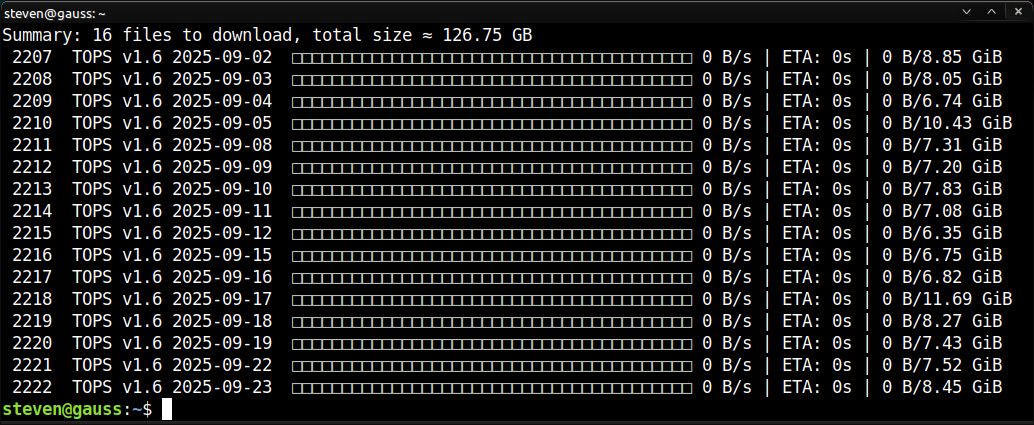 steven@gauss: ~
Summary: 16 files to download, total size ≈ 126.75 GB
2207 TOPS v1.6 2025-09-02 □□□□□□□□□□□□□□□□□□□□□□□□□□□□□□□□□□□□□□□□ 0 B/s | ETA: 0s | 0 B/8.85 GiB
2208 TOPS v1.6 2025-09-03 □□□□□□□□□□□□□□□□□□□□□□□□□□□□□□□□□□□□□□□□ 0 B/s | ETA: 0s | 0 B/8.05 GiB
2209 TOPS v1.6 2025-09-04 □□□□□□□□□□□□□□□□□□□□□□□□□□□□□□□□□□□□□□□□ 0 B/s | ETA: 0s | 0 B/6.74 GiB
2210 TOPS v1.6 2025-09-05 □□□□□□□□□□□□□□□□□□□□□□□□□□□□□□□□□□□□□□□□ 0 B/s | ETA: 0s | 0 B/10.43 GiB
2211 TOPS v1.6 2025-09-08 □□□□□□□□□□□□□□□□□□□□□□□□□□□□□□□□□□□□□□□□ 0 B/s | ETA: 0s | 0 B/7.31 GiB
2212 TOPS v1.6 2025-09-09 □□□□□□□□□□□□□□□□□□□□□□□□□□□□□□□□□□□□□□□□ 0 B/s | ETA: 0s | 0 B/7.20 GiB
2213 TOPS v1.6 2025-09-10 □□□□□□□□□□□□□□□□□□□□□□□□□□□□□□□□□□□□□□□□ 0 B/s | ETA: 0s | 0 B/7.83 GiB
2214 TOPS v1.6 2025-09-11 □□□□□□□□□□□□□□□□□□□□□□□□□□□□□□□□□□□□□□□□ 0 B/s | ETA: 0s | 0 B/7.08 GiB
2215 TOPS v1.6 2025-09-12 □□□□□□□□□□□□□□□□□□□□□□□□□□□□□□□□□□□□□□□□ 0 B/s | ETA: 0s | 0 B/6.35 GiB
2216 TOPS v1.6 2025-09-15 □□□□□□□□□□□□□□□□□□□□□□□□□□□□□□□□□□□□□□□□ 0 B/s | ETA: 0s | 0 B/6.75 GiB
2217 TOPS v1.6 2025-09-16 □□□□□□□□□□□□□□□□□□□□□□□□□□□□□□□□□□□□□□□□ 0 B/s | ETA: 0s | 0 B/6.82 GiB
2218 TOPS v1.6 2025-09-17 □□□□□□□□□□□□□□□□□□□□□□□□□□□□□□□□□□□□□□□□ 0 B/s | ETA: 0s | 0 B/11.69 GiB
2219 TOPS v1.6 2025-09-18 □□□□□□□□□□□□□□□□□□□□□□□□□□□□□□□□□□□□□□□□ 0 B/s | ETA: 0s | 0 B/8.27 GiB
2220 TOPS v1.6 2025-09-19 □□□□□□□□□□□□□□□□□□□□□□□□□□□□□□□□□□□□□□□□ 0 B/s | ETA: 0s | 0 B/7.43 GiB
2221 TOPS v1.6 2025-09-22 □□□□□□□□□□□□□□□□□□□□□□□□□□□□□□□□□□□□□□□□ 0 B/s | ETA: 0s | 0 B/7.52 GiB
2222 TOPS v1.6 2025-09-23 □□□□□□□□□□□□□□□□□□□□□□□□□□□□□□□□□□□□□□□□ 0 B/s | ETA: 0s | 0 B/8.45 GiB
steven@gauss:~$